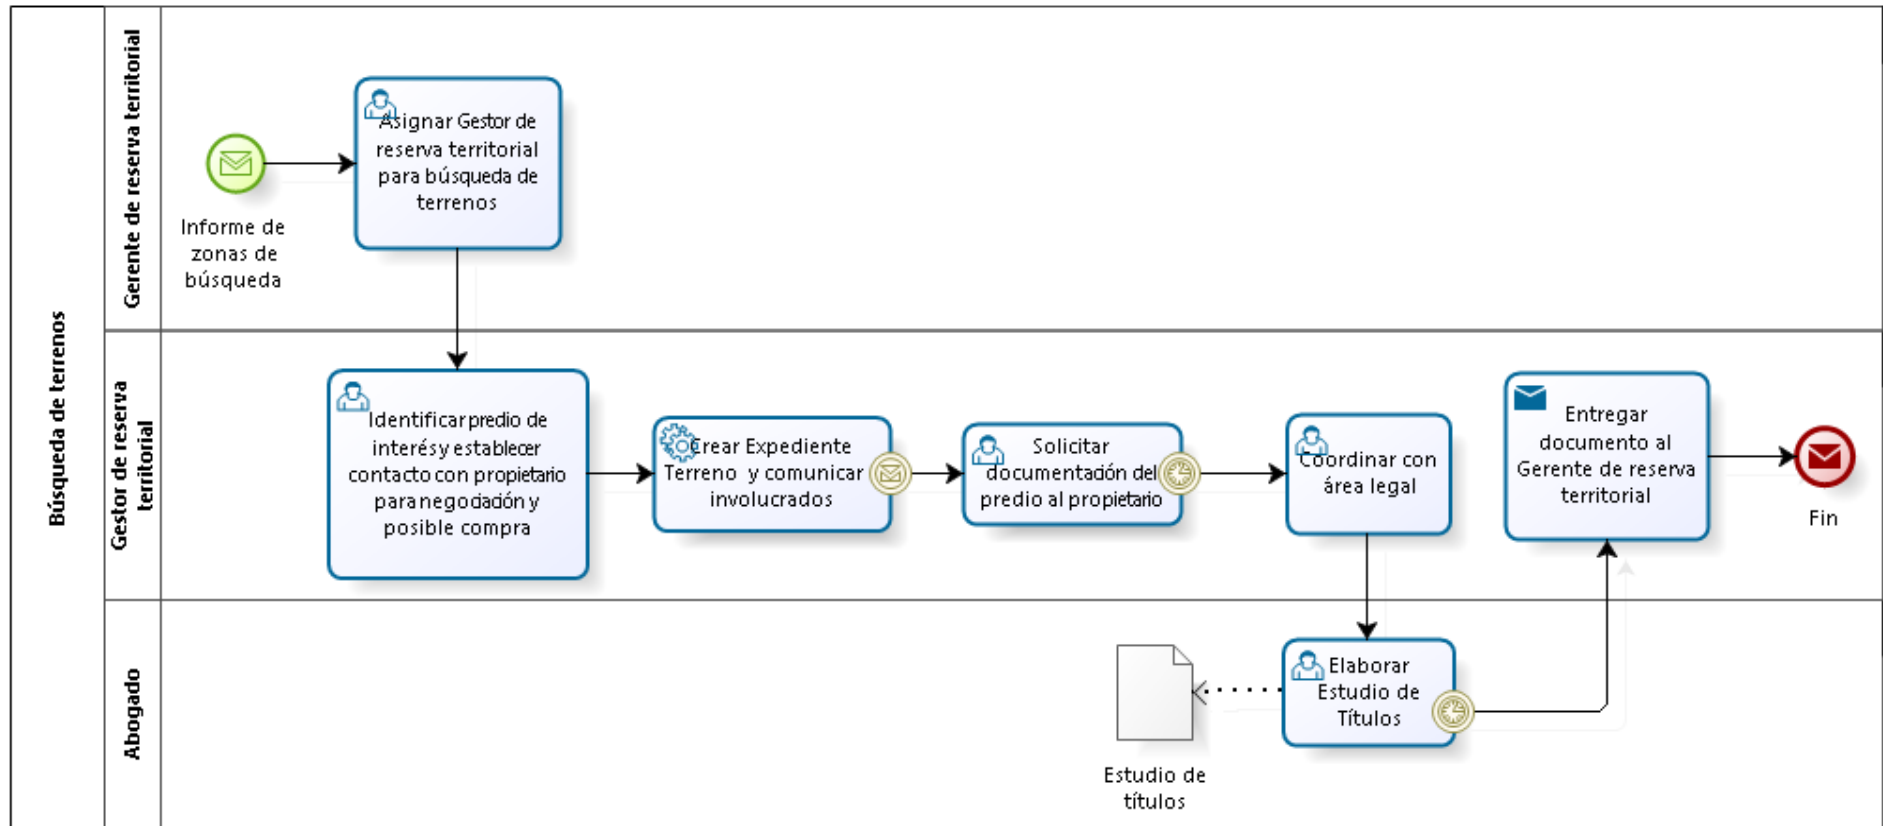 Búsqueda de terrenos
Gerente de reserva territorial
Informe de
zonas de
búsqueda
Asignar Gestor de
reserva territorial
para búsqueda de
terrenos
Gestor de reserva
territorial
Identificar predio de
interés y establecer
contacto con propietario
para negociación y
posible compra
Crear Expediente
Terreno y comunicar
involucrados
Solicitar
documentación del
predio al propietario
Coordinar con
área legal
Entregar
documento al
Gerente de reserva
territorial
Fin
Abogado
Estudio de
títulos
Elaborar
Estudio de
Títulos